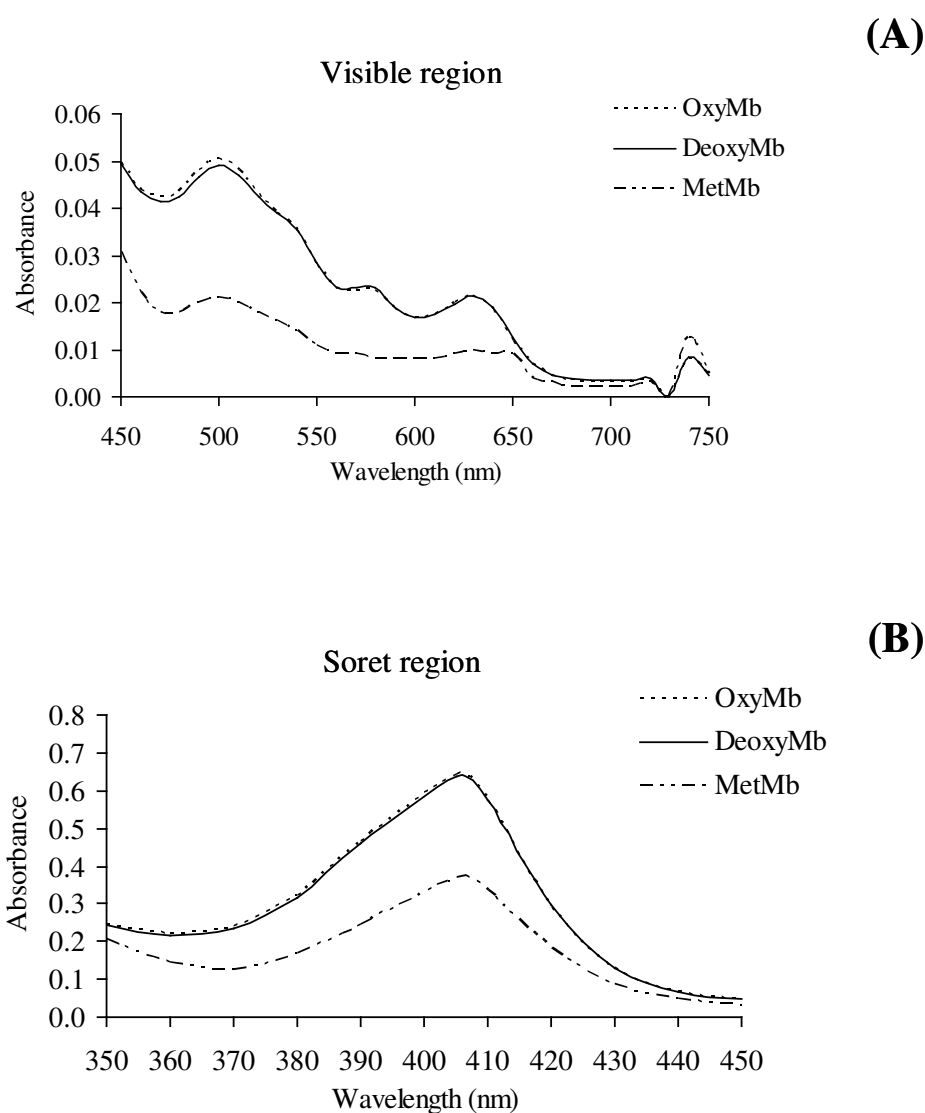 (A)
Visible region
OxyMb
DeoxyMb
MetMb
0.06
0.05
0.04
0.03
0.02
0.01
0.00
Absorbance
450 500 550 600 650 700 750
Wavelength (nm)
(B)
Soret region
OxyMb
DeoxyMb
MetMb
0.8
0.7
0.6
0.5
0.4
0.3
0.2
0.1
0.0
Absorbance
350 360 370 380 390 400 410 420 430 440 450
Wavelength (nm)